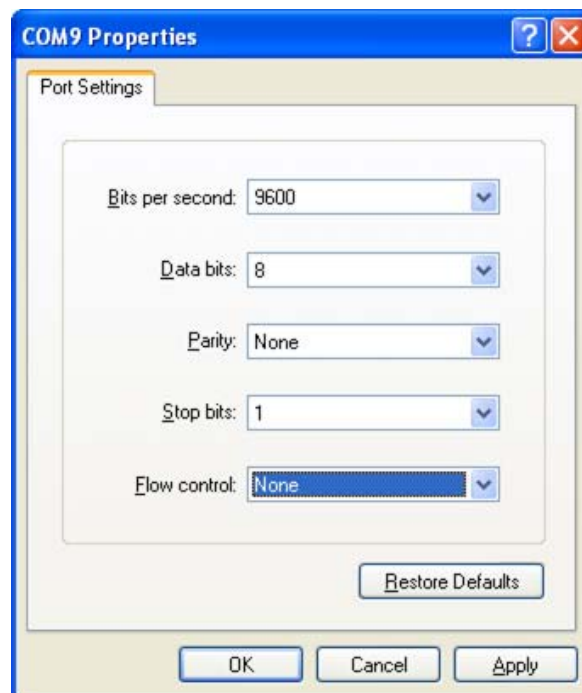 COM9 Properties
Port Settings
Bits per second: 9600
Data bits: 8
Parity: None
Stop bits: 1
Flow control: None
Restore Defaults
OK Cancel Apply